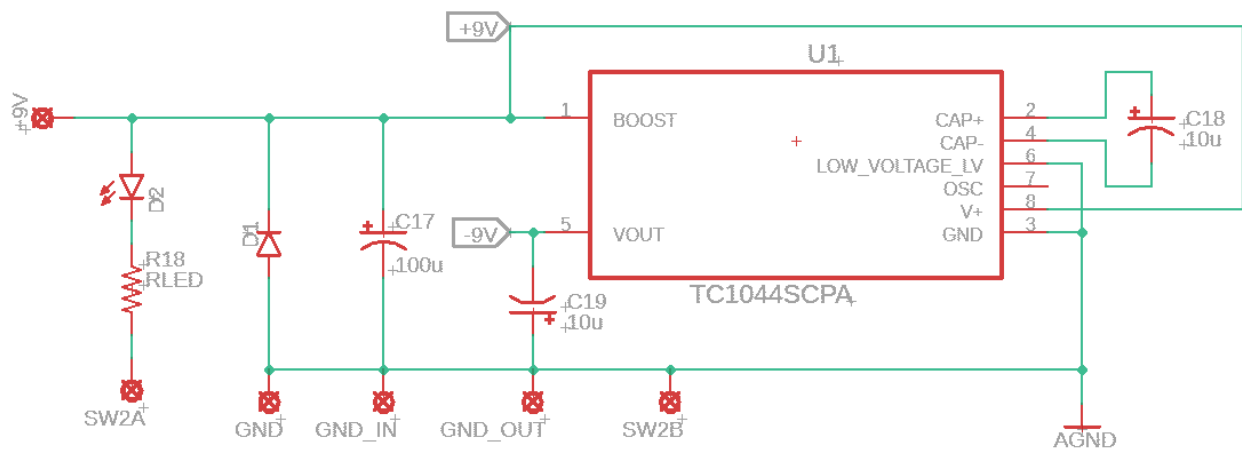 +9V
U1
+9V
1
BOOST
CAP+
2
CAP-
4
LOW_VOLTAGE_LV
6
OSC
7
V+
8
GND
3
C18
10u
D2
D1
C17
100u
-9V
5
VOUT
R18
RLED
TC1044SCPA
C19
10u
SW2A
GND
GND_IN
GND_OUT
SW2B
AGND